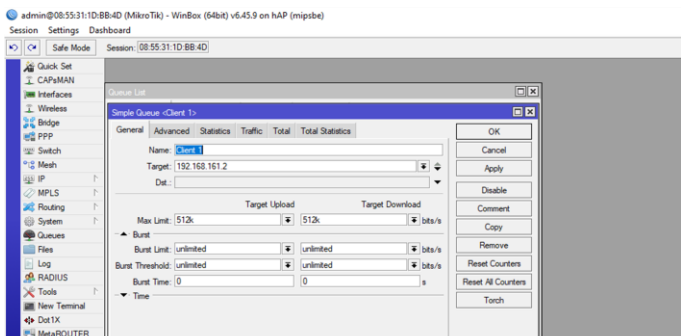 admin@08:55:31:1D:BB:4D (MikroTik) - WinBox (64bit) v6.45.9 on hAP (mipsbe)
Session Settings Dashboard
Safe Mode Session: 08:55:31:1D:BB:4D
Quick Set
CAPsMAN
Interfaces
Wireless
Bridge
PPP
Switch
Mesh
IP
MPLS
Routing
System
Queues
Files
Log
RADIUS
Tools
New Terminal
Dot1X
MetaROUTER
Queue List
Simple Queue <Client 1>
General Advanced Statistics Traffic Total Total Statistics
Name: Client 1
Target: 192.168.161.2
Dst.:
Target Upload Target Download
Max Limit: 512k 512k bits/s
Burst
Burst Limit: unlimited unlimited bits/s
Burst Threshold: unlimited unlimited bits/s
Burst Time: 0 0 s
Time
OK
Cancel
Apply
Disable
Comment
Copy
Remove
Reset Counters
Reset All Counters
Torch